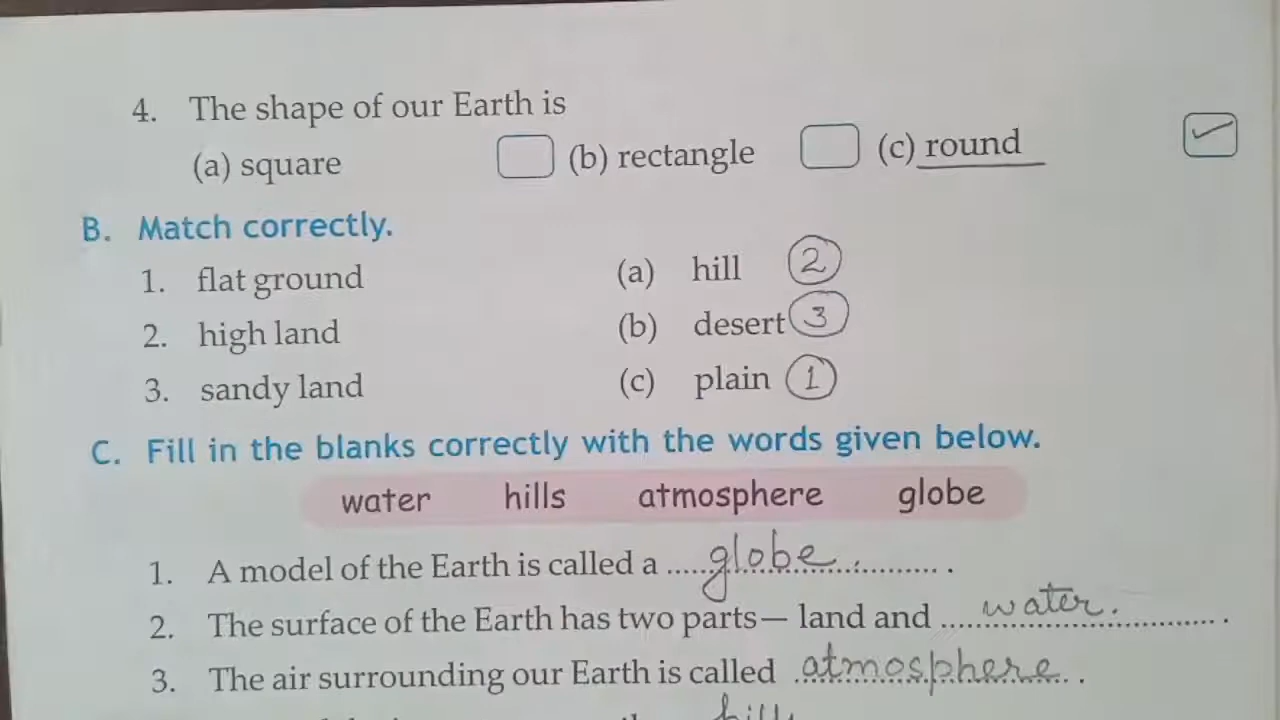 4. The shape of our Earth is
(a) square (b) rectangle (c) round
B. Match correctly.
1. flat ground (a) hill 2
2. high land (b) desert 3
3. sandy land (c) plain 1
C. Fill in the blanks correctly with the words given below.
water hills atmosphere globe
1. A model of the Earth is called a .....globe............... .
2. The surface of the Earth has two parts— land and ....water. ............... .
3. The air surrounding our Earth is called .atmosphere.. .
hills